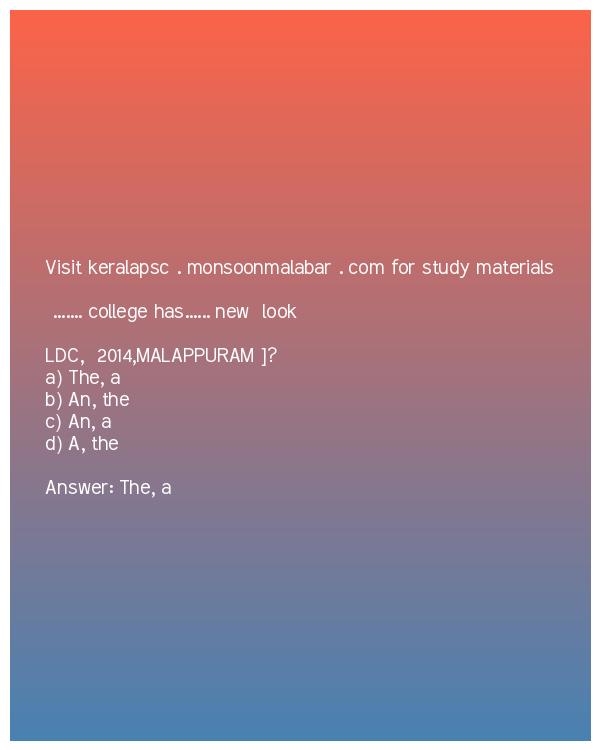 Visit keralapsc . monsoonmalabar . com for study materials
....... college has...... new look
LDC, 2014,MALAPPURAM ]?
a) The, a
b) An, the
c) An, a
d) A, the
Answer: The, a